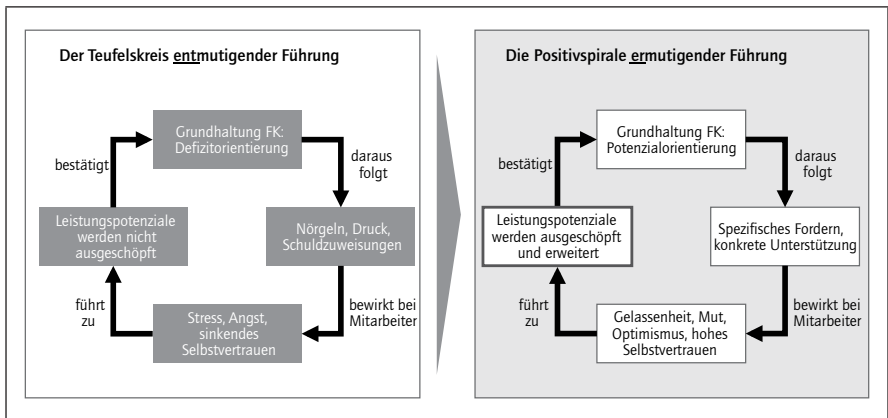 Der Teufelskreis entmutigender Führung
Grundhaltung FK:
Defizitorientierung
daraus
folgt
Nörgeln, Druck,
Schuldzuweisungen
bewirkt bei
Mitarbeiter
Stress, Angst,
sinkendes
Selbstvertrauen
führt
zu
Leistungspotenziale
werden nicht
ausgeschöpft
bestätigt
Die Positivspirale ermutigender Führung
Grundhaltung FK:
Potenzialorientierung
daraus
folgt
Spezifisches Fordern,
konkrete Unterstützung
bewirkt bei
Mitarbeiter
Gelassenheit, Mut,
Optimismus, hohes
Selbstvertrauen
führt
zu
Leistungspotenziale
werden ausgeschöpft
und erweitert
bestätigt